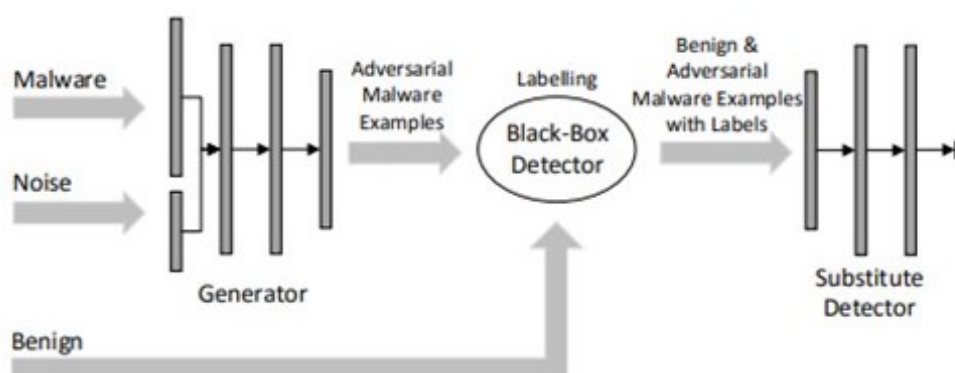 Malware
Noise
Generator
Adversarial
Malware
Examples
Labelling
Black-Box
Detector
Benign &
Adversarial
Malware Examples
with Labels
Substitute
Detector
Benign